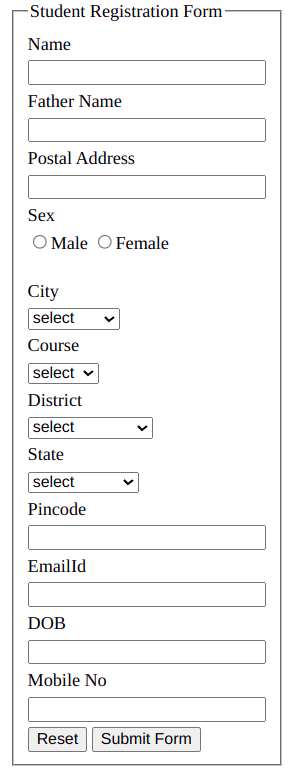 Student Registration Form
Name
Father Name
Postal Address
Sex
Male Female
City
select
Course
select
District
select
State
select
Pincode
EmailId
DOB
Mobile No
Reset Submit Form